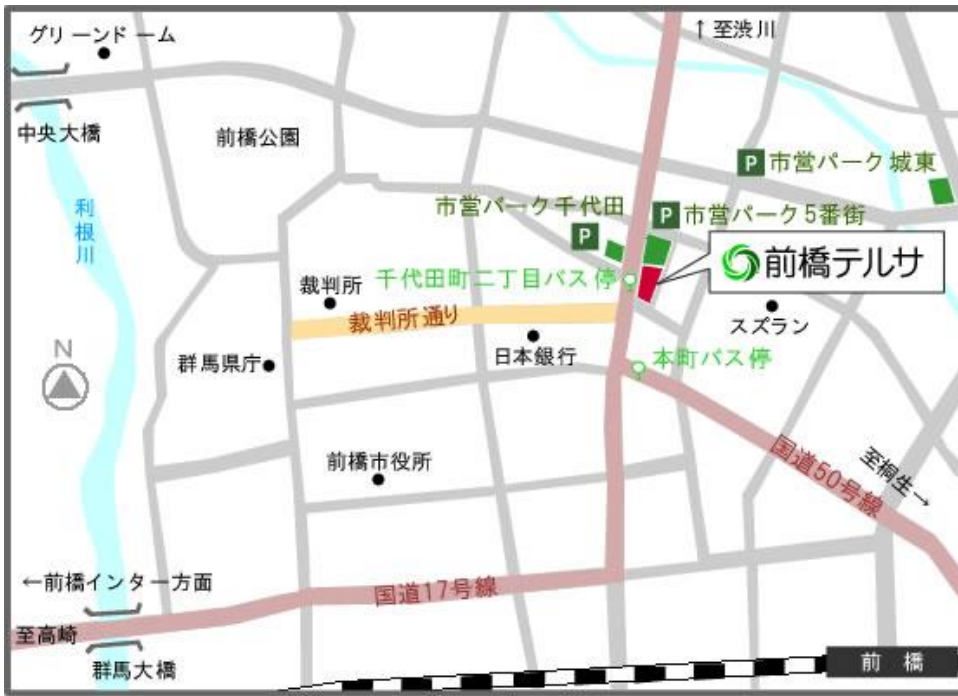 グリーンドーム
↑至渋川
中央大橋
前橋公園
P 市営パーク城東
利根川
市営パーク千代田
P
P 市営パーク5番街
前橋テルサ
千代田町二丁目バス停
裁判所
裁判所通り
スズラン
日本銀行
N
群馬県庁
本町バス停
前橋市役所
国道50号線
至桐生→
←前橋インター方面
国道17号線
至高崎
群馬大橋
前橋